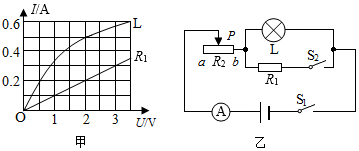 I/A
0.6
L
0.4
R₁
0.2
O
1
2
3
U/V
甲
P
a R₂ b
L
S₂
R₁
A
S₁
乙